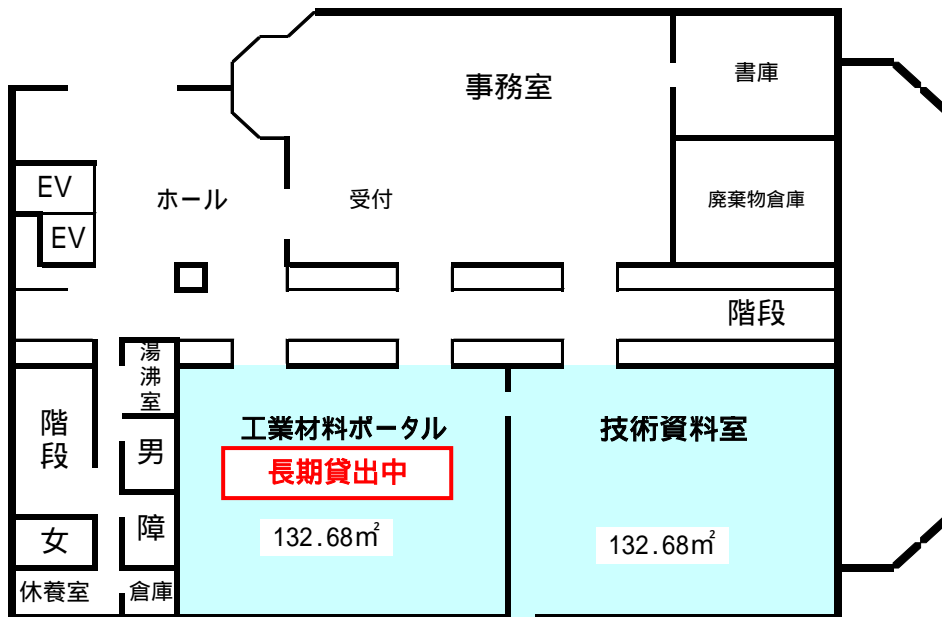 事務室
書庫
EV
ホール
受付
廃棄物倉庫
EV
階段
湯沸室
階段
男
工業材料ポータル
長期貸出中
132.68㎡
技術資料室
132.68㎡
女
障
休養室
倉庫